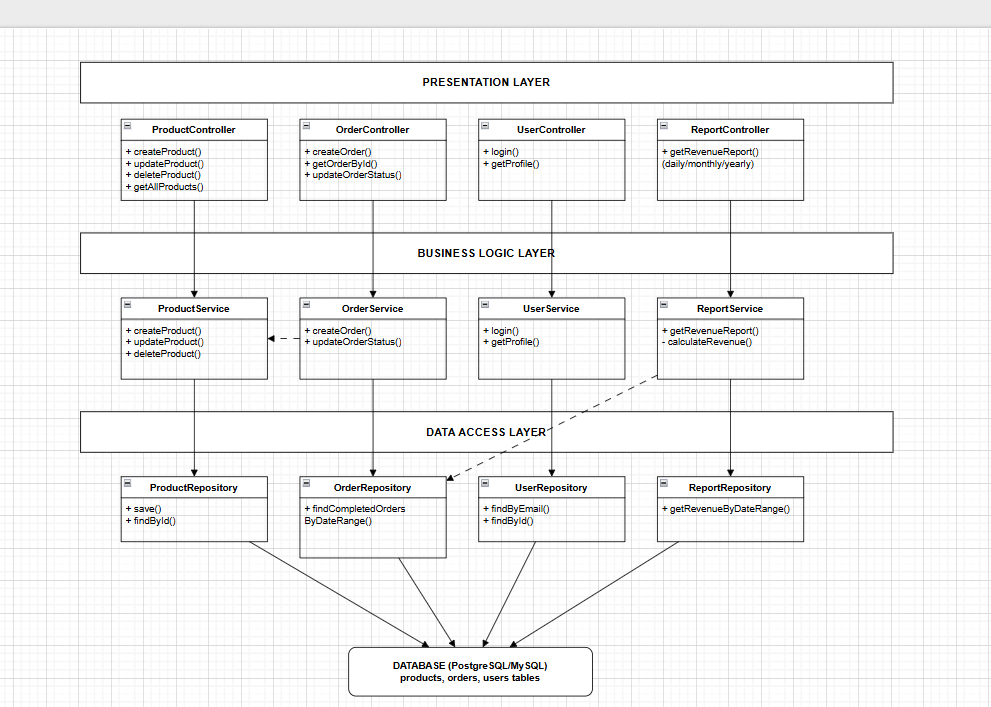 PRESENTATION LAYER
ProductController
+ createProduct()
+ updateProduct()
+ deleteProduct()
+ getAllProducts()
OrderController
+ createOrder()
+ getOrderById()
+ updateOrderStatus()
UserController
+ login()
+ getProfile()
ReportController
+ getRevenueReport()
(daily/monthly/yearly)
BUSINESS LOGIC LAYER
ProductService
+ createProduct()
+ updateProduct()
+ deleteProduct()
OrderService
+ createOrder()
+ updateOrderStatus()
UserService
+ login()
+ getProfile()
ReportService
+ getRevenueReport()
- calculateRevenue()
DATA ACCESS LAYER
ProductRepository
+ save()
+ findById()
OrderRepository
+ findCompletedOrders
ByDateRange()
UserRepository
+ findByEmail()
+ findById()
ReportRepository
+ getRevenueByDateRange()
DATABASE (PostgreSQL/MySQL)
products, orders, users tables